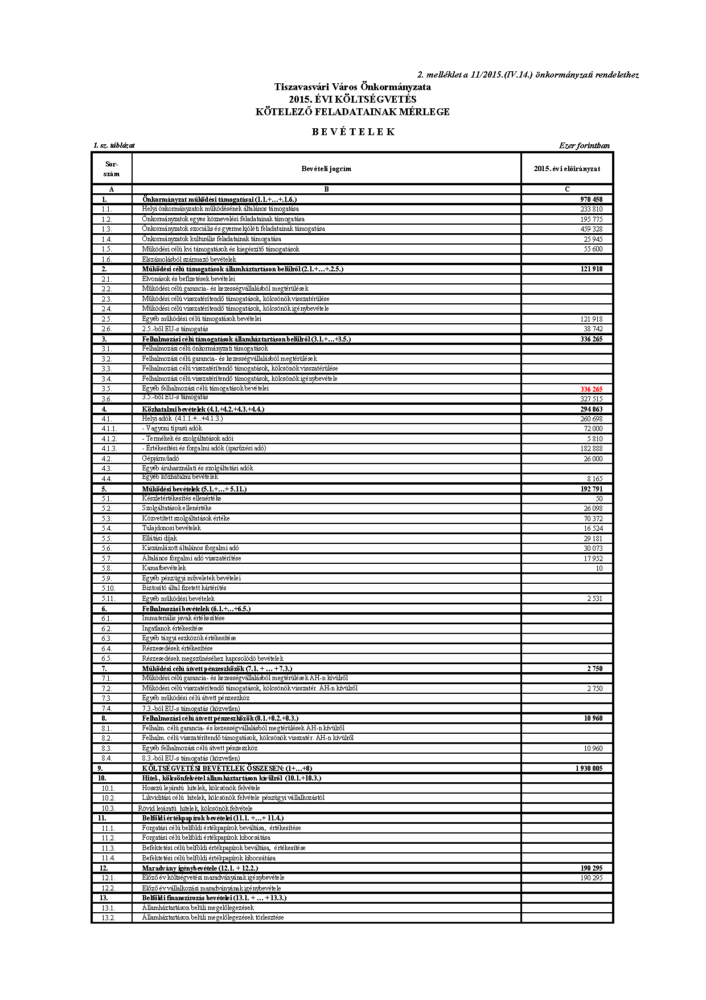 2. melléklet a 11/2015.(IV.14.) önkormányzati rendelethez
Tiszavasvári Város Önkormányzata
2015. ÉVI KÖLTSÉGVETÉS
KÖTELEZŐ FELADATAINAK MÉRLEGE
B E V É T E L E K
1. sz. táblázat Ezer forintban
Sor-
szám Bevételi jogcím 2015. évi előirányzat
A B C
1. Önkormányzat működési támogatásai (1.1.+…+.1.6.) 970 458
1.1. Helyi önkormányzatok működésének általános támogatása 233 810
1.2. Önkormányzatok egyes köznevelési feladatainak támogatása 195 775
1.3. Önkormányzatok szociális és gyermekjóléti feladatainak támogatása 459 328
1.4. Önkormányzatok kulturális feladatainak támogatása 25 945
1.5. Működési célú kvi támogatások és kiegészítő támogatások 55 600
1.6. Elszámolásból származó bevételek
2. Működési célú támogatások államháztartáson belülről (2.1.+…+.2.5.) 121 918
2.1. Elvonások és befizetések bevételei
2.2. Működési célú garancia- és kezességvállalásból megtérülések
2.3. Működési célú visszatérítendő támogatások, kölcsönök visszatérülése
2.4. Működési célú visszatérítendő támogatások, kölcsönök igénybevétele
2.5. Egyéb működési célú támogatások bevételei 121 918
2.6. 2.5.-ből EU-s támogatás 38 742
3. Felhalmozási célú támogatások államháztartáson belülről (3.1.+…+3.5.) 336 265
3.1. Felhalmozási célú önkormányzati támogatások
3.2. Felhalmozási célú garancia- és kezességvállalásból megtérülések
3.3. Felhalmozási célú visszatérítendő támogatások, kölcsönök visszatérülése
3.4. Felhalmozási célú visszatérítendő támogatások, kölcsönök igénybevétele
3.5. Egyéb felhalmozási célú támogatások bevételei 336 265
3.6. 3.5.-ből EU-s támogatás 327 515
4. Közhatalmi bevételek (4.1.+4.2.+4.3.+4.4.) 294 863
4.1. Helyi adók (4.1.1.+...+4.1.3.) 260 698
4.1.1. - Vagyoni típusú adók 72 000
4.1.2. - Termékek és szolgáltatások adói 5 810
4.1.3. - Értékesítési és forgalmi adók (iparűzési adó) 182 888
4.2. Gépjárműadó 26 000
4.3. Egyéb áruhasználati és szolgáltatási adók
4.4. Egyéb közhatalmi bevételek 8 165
5. Működési bevételek (5.1.+…+ 5.11.) 192 791
5.1. Készletértékesítés ellenértéke 50
5.2. Szolgáltatások ellenértéke 26 098
5.3. Közvetített szolgáltatások értéke 70 372
5.4. Tulajdonosi bevételek 16 524
5.5. Ellátási díjak 29 181
5.6. Kiszámlázott általános forgalmi adó 30 073
5.7. Általános forgalmi adó visszatérítése 17 952
5.8. Kamatbevételek 10
5.9. Egyéb pénzügyi műveletek bevételei
5.10. Biztosító által fizetett kártérítés
5.11. Egyéb működési bevételek 2 531
6. Felhalmozási bevételek (6.1.+…+6.5.)
6.1. Immateriális javak értékesítése
6.2. Ingatlanok értékesítése
6.3. Egyéb tárgyi eszközök értékesítése
6.4. Részesedések értékesítése
6.5. Részesedések megszűnéséhez kapcsolódó bevételek
7. Működési célú átvett pénzeszközök (7.1. + … + 7.3.) 2 750
7.1. Működési célú garancia- és kezességvállalásból megtérülések ÁH-n kívülről
7.2. Működési célú visszatérítendő támogatások, kölcsönök visszatér. ÁH-n kívülről 2 750
7.3. Egyéb működési célú átvett pénzeszköz
7.4. 7.3.-ból EU-s támogatás (közvetlen)
8. Felhalmozási célú átvett pénzeszközök (8.1.+8.2.+8.3.) 10 960
8.1. Felhalm. célú garancia- és kezességvállalásból megtérülések ÁH-n kívülről
8.2. Felhalm. célú visszatérítendő támogatások, kölcsönök visszatér. ÁH-n kívülről
8.3. Egyéb felhalmozási célú átvett pénzeszköz 10 960
8.4. 8.3.-ból EU-s támogatás (közvetlen)
9. KÖLTSÉGVETÉSI BEVÉTELEK ÖSSZESEN: (1+…+8) 1 930 005
10. Hitel-, kölcsönfelvétel államháztartáson kívülről (10.1.+10.3.)
10.1. Hosszú lejáratú hitelek, kölcsönök felvétele
10.2. Likviditási célú hitelek, kölcsönök felvétele pénzügyi vállalkozástól
10.3. Rövid lejáratú hitelek, kölcsönök felvétele
11. Belföldi értékpapírok bevételei (11.1. +…+ 11.4.)
11.1. Forgatási célú belföldi értékpapírok beváltása, értékesítése
11.2. Forgatási célú belföldi értékpapírok kibocsátása
11.3. Befektetési célú belföldi értékpapírok beváltása, értékesítése
11.4. Befektetési célú belföldi értékpapírok kibocsátása
12. Maradvány igénybevétele (12.1. + 12.2.) 190 295
12.1. Előző év költségvetési maradványának igénybevétele 190 295
12.2. Előző év vállalkozási maradványának igénybevétele
13. Belföldi finanszírozás bevételei (13.1. + … + 13.3.)
13.1. Államháztartáson belüli megelőlegezések
13.2. Államháztartáson belüli megelőlegezések törlesztése